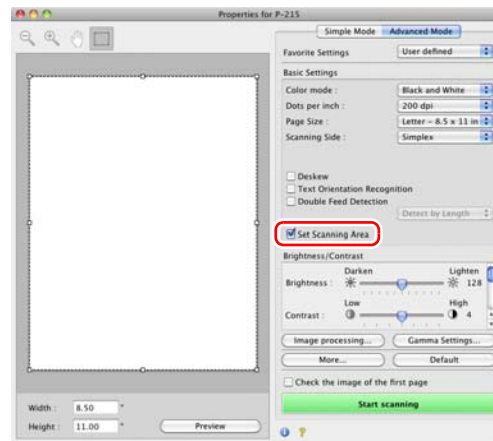 Properties for P-215
Simple Mode Advanced Mode
Favorite Settings User defined
Basic Settings
Color mode : Black and White
Dots per inch : 200 dpi
Page Size : Letter - 8.5 x 11 in
Scanning Side : Simplex
Deskew
Text Orientation Recognition
Double Feed Detection
Detect by Length
Set Scanning Area
Brightness/Contrast
Darken Lighten
Brightness : 128
Low High
Contrast : 4
Image processing... Gamma Settings...
More... Default
Check the image of the first page
Start scanning
Width : 8.50 "
Height : 11.00 " Preview